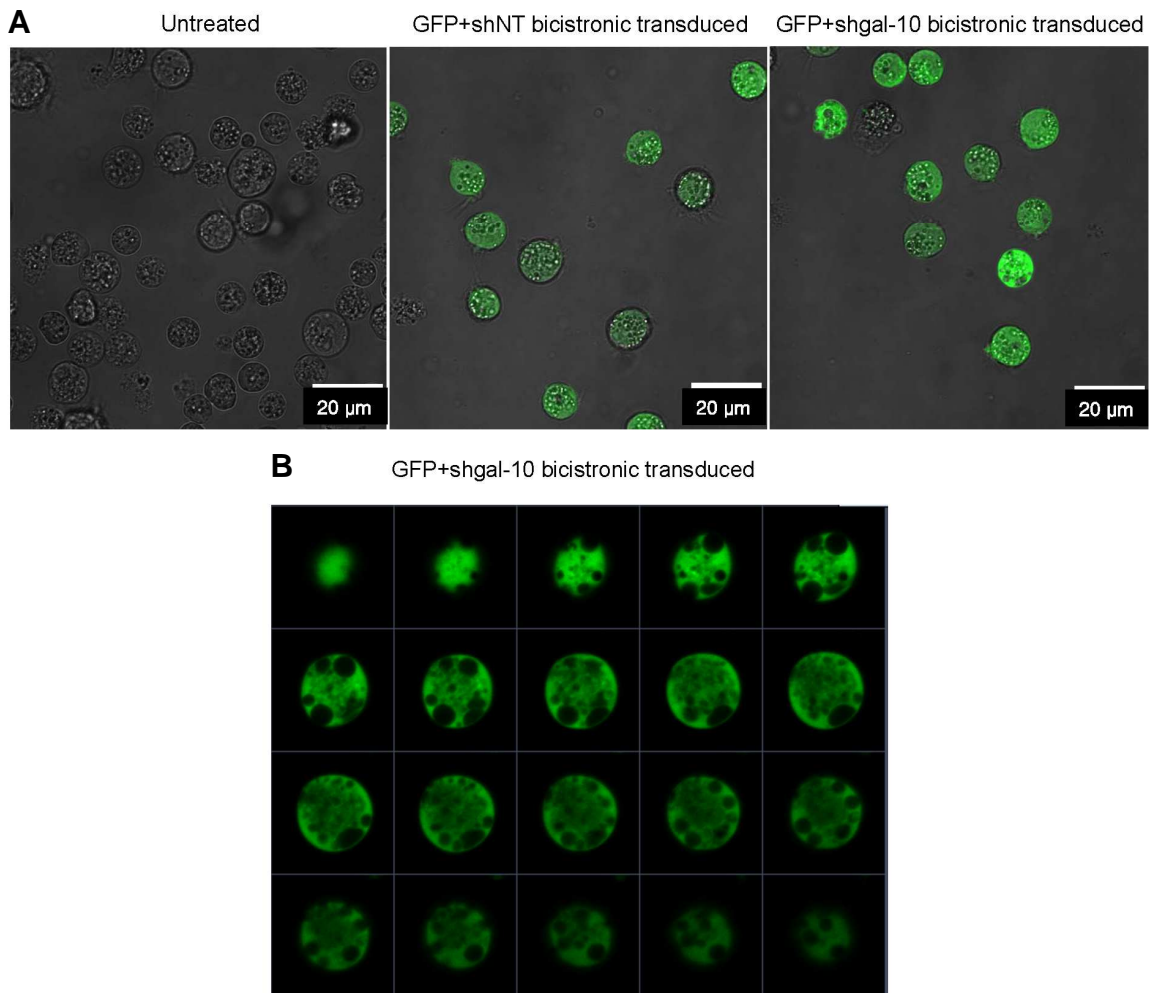 A
Untreated
GFP+shNT bicistronic transduced
GFP+shgal-10 bicistronic transduced
20 µm
20 µm
20 µm
B
GFP+shgal-10 bicistronic transduced